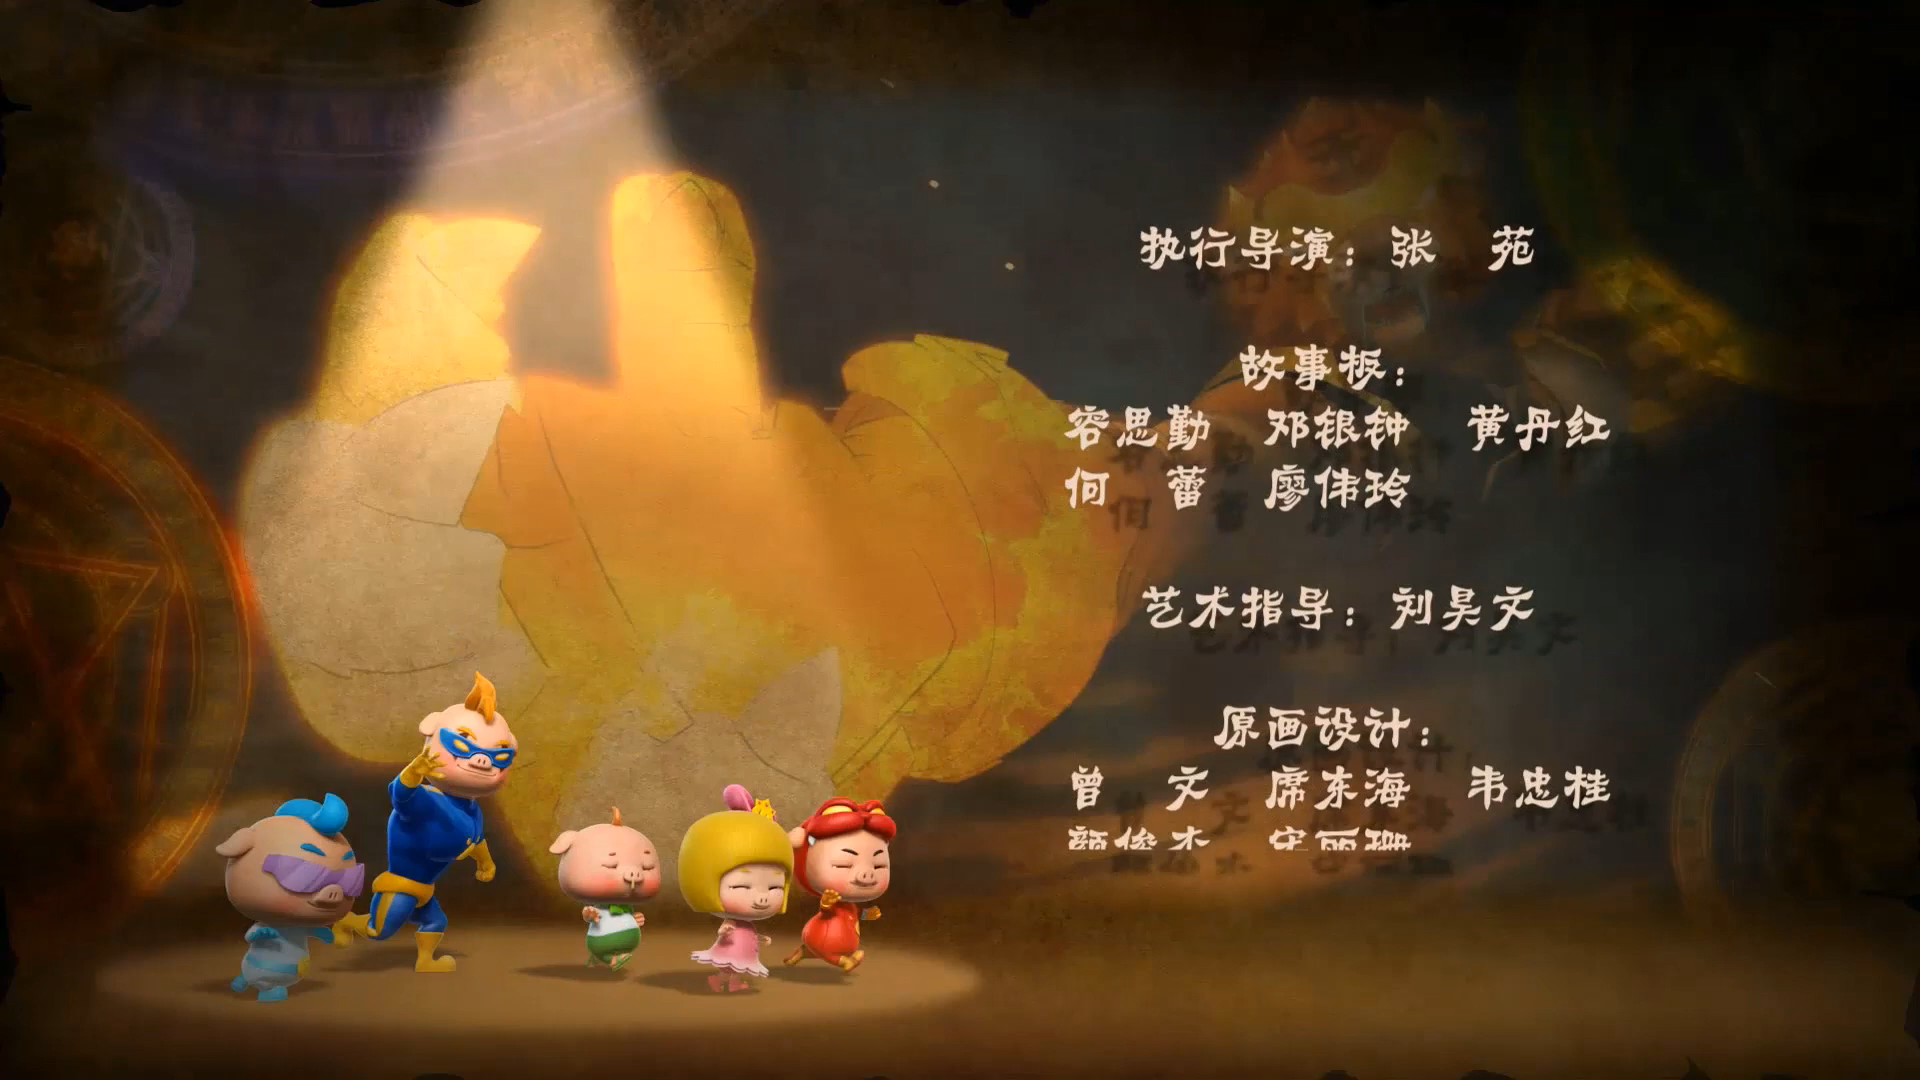 执行导演：张　苑
故事板：
容思勤　邓银钟　黄丹红
何　蕾　廖伟玲
艺术指导：刘昊文
原画设计：
曾　文　席东海　韦忠桂